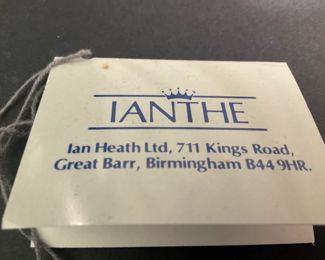 IANTHE
Ian Heath Ltd, 711 Kings Road,
Great Barr, Birmingham B44 9HR.